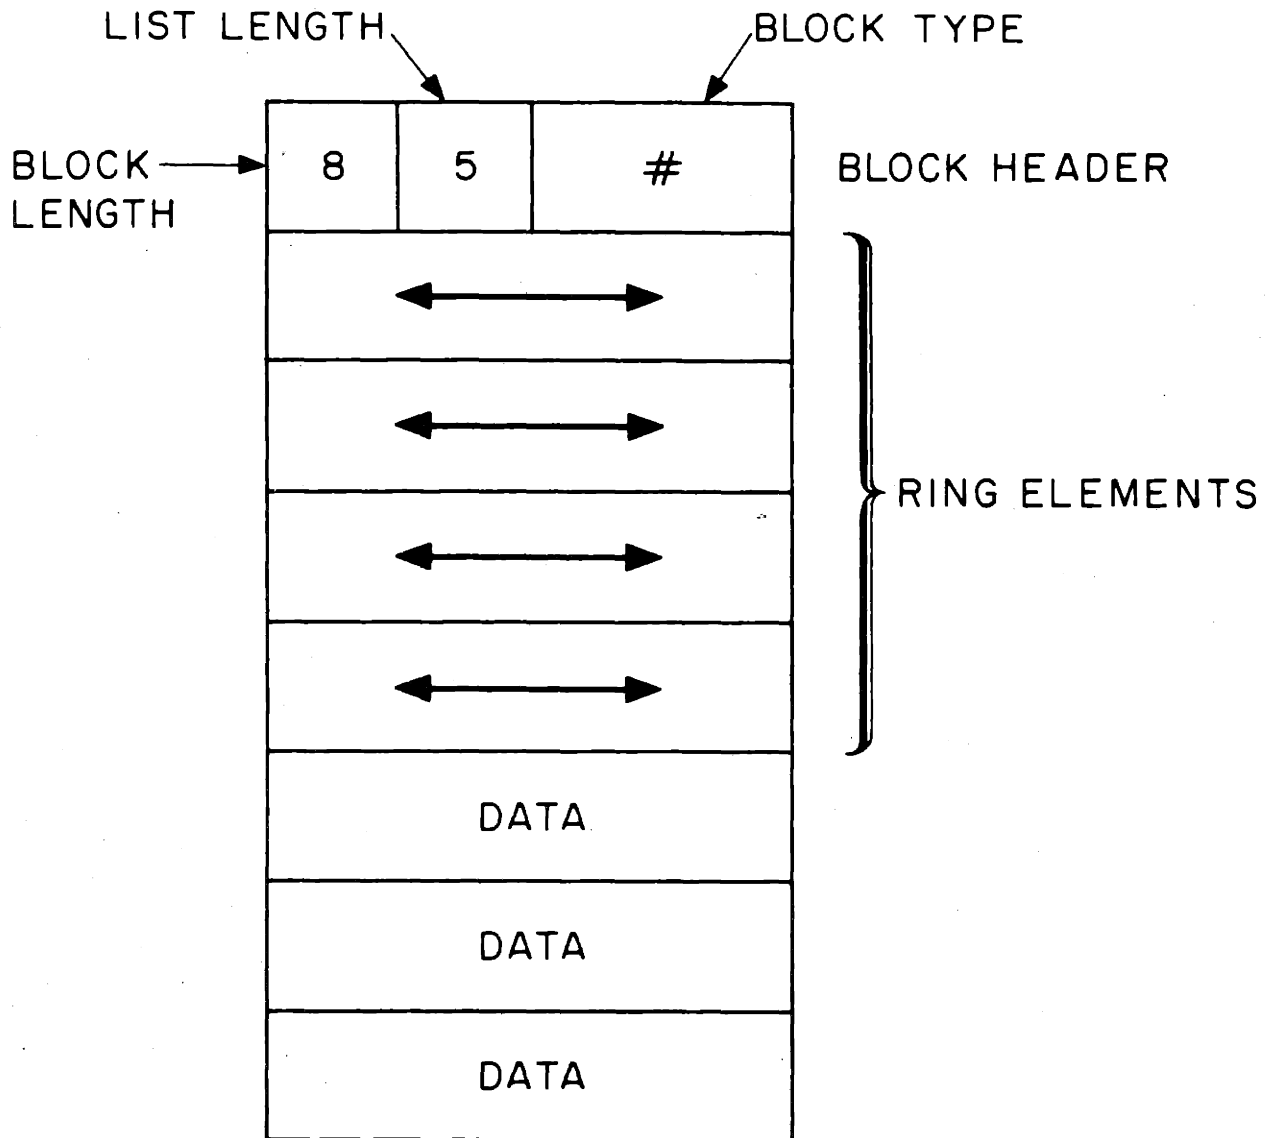 LIST LENGTH
BLOCK TYPE
BLOCK
LENGTH
8
5
#
BLOCK HEADER
RING ELEMENTS
DATA
DATA
DATA